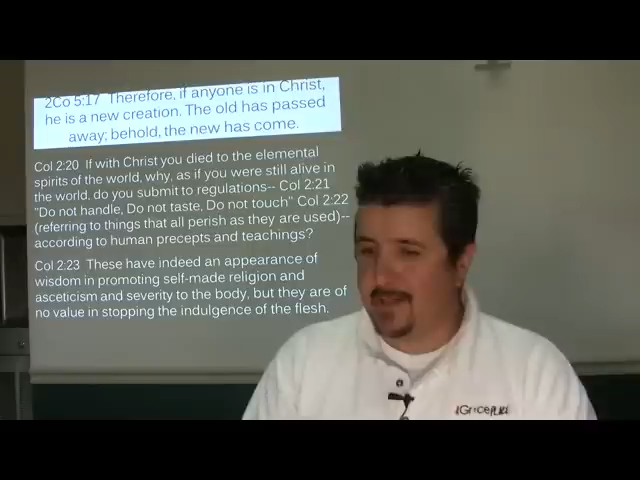 2Co 5:17 Therefore, if anyone is in Christ,
he is a new creation. The old has passed
away; behold, the new has come.
Col 2:20 If with Christ you died to the elemental
spirits of the world, why, as if you were still alive in
the world, do you submit to regulations-- Col 2:21
"Do not handle, Do not taste, Do not touch" Col 2:22
(referring to things that all perish as they are used)--
according to human precepts and teachings?
Col 2:23 These have indeed an appearance of
wisdom in promoting self-made religion and
asceticism and severity to the body, but they are of
no value in stopping the indulgence of the flesh.